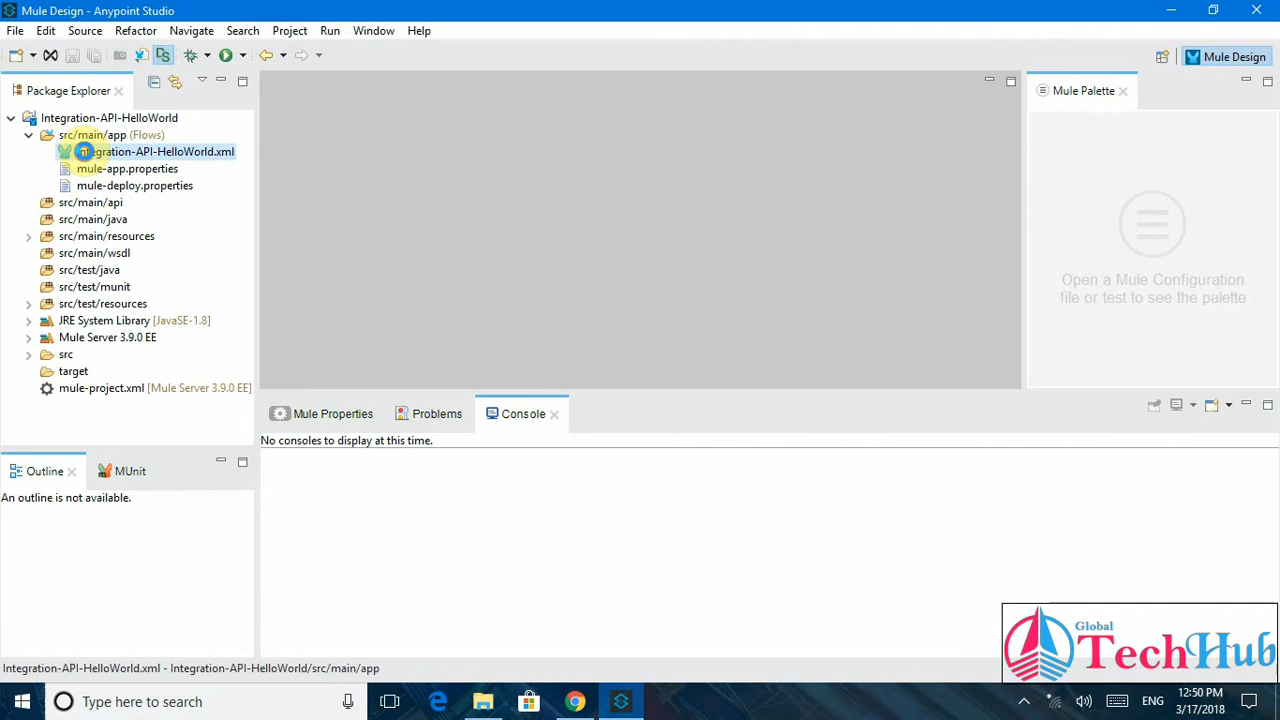 Mule Design - Anypoint Studio
File Edit Source Refactor Navigate Search Project Run Window Help
Mule Design
Package Explorer
Mule Palette
Integration-API-HelloWorld
src/main/app (Flows)
Integration-API-HelloWorld.xml
mule-app.properties
mule-deploy.properties
src/main/api
src/main/java
src/main/resources
src/main/wsdl
src/test/java
src/test/munit
src/test/resources
JRE System Library [JavaSE-1.8]
Mule Server 3.9.0 EE
src
target
mule-project.xml [Mule Server 3.9.0 EE]
Open a Mule Configuration
file or test to see the palette
Mule Properties Problems Console
No consoles to display at this time.
Outline MUnit
An outline is not available.
Global
TechHub
Integration-API-HelloWorld.xml - Integration-API-HelloWorld/src/main/app
Type here to search
ENG
12:50 PM
3/17/2018